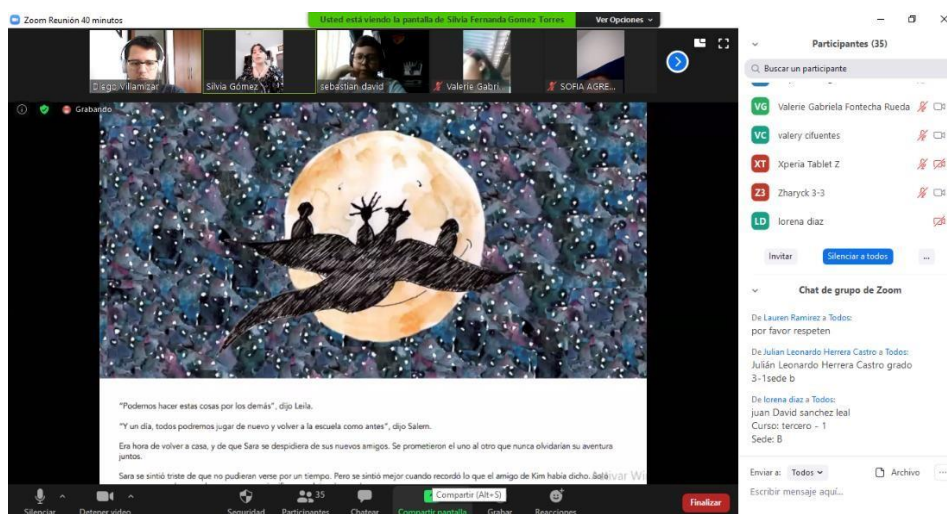 Zoom Reunión 40 minutos
Usted está viendo la pantalla de Silvia Fernanda Gomez Torres
Ver Opciones
Diego Villamizar
Silvia Gómez
sebastian david
Valerie Gabri...
SOFIA AGRE...
Grabando
"Podemos hacer estas cosas por los demás", dijo Leila.
"Y un día, todos podremos jugar de nuevo y volver a la escuela como antes", dijo Salem.
Era hora de volver a casa, y de que Sara se despidiera de sus nuevos amigos. Se prometieron el uno al otro que nunca olvidarían su aventura
juntos.
Sara se sintió triste de que no pudieran verse por un tiempo. Pero se sintió mejor cuando recordó lo que el amigo de Kim había dicho.
Silenciar
Detener video
Seguridad
35
Participantes
Chatear
Compartir (Alt+S)
Compartir pantalla
Grabar
Reacciones
Finalizar
Participantes (35)
Buscar un participante
VG Valerie Gabriela Fontecha Rueda
VC valery cifuentes
XT Xperia Tablet Z
Z3 Zharyck 3-3
LD lorena diaz
Invitar
Silenciar a todos
...
Chat de grupo de Zoom
De Lauren Ramirez a Todos:
por favor respeten
De Julian Leonardo Herrera Castro a Todos:
Julián Leonardo Herrera Castro grado
3-1sede b
De lorena diaz a Todos:
juan David sanchez leal
Curso: tercero - 1
Sede: B
Enviar a: Todos
Archivo
...
Escribir mensaje aquí...